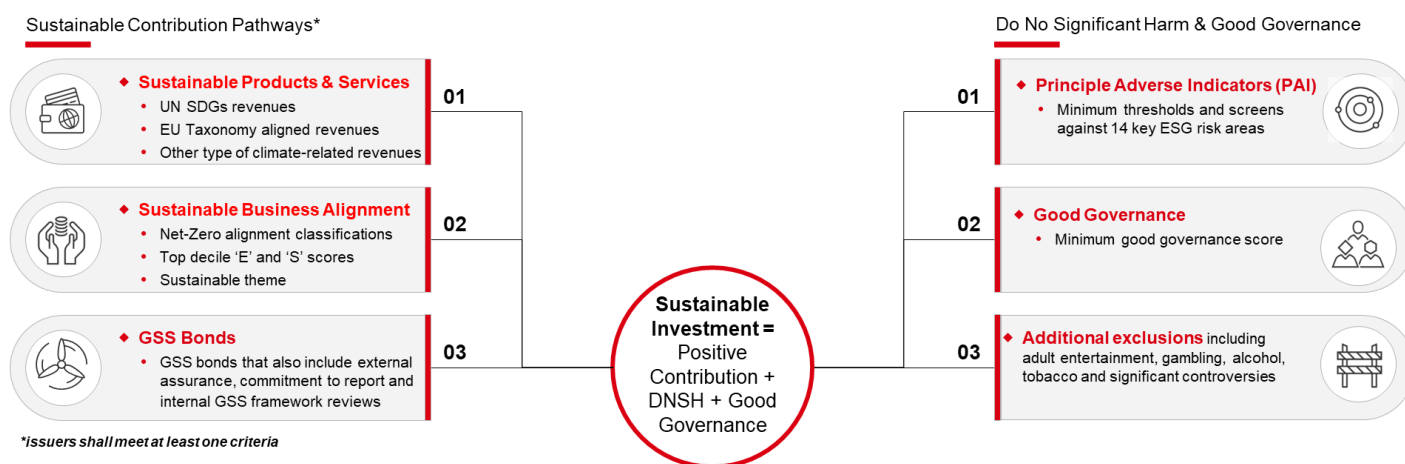 Sustainable Contribution Pathways*
Sustainable Products & Services
UN SDGs revenues
EU Taxonomy aligned revenues
Other type of climate-related revenues
01
Sustainable Business Alignment
Net-Zero alignment classifications
Top decile ‘E’ and ‘S’ scores
Sustainable theme
02
GSS Bonds
GSS bonds that also include external
assurance, commitment to report and
internal GSS framework reviews
03
*issuers shall meet at least one criteria
Sustainable
Investment =
Positive
Contribution +
DNSH + Good
Governance
Do No Significant Harm & Good Governance
01
Principle Adverse Indicators (PAI)
Minimum thresholds and screens
against 14 key ESG risk areas
02
Good Governance
Minimum good governance score
03
Additional exclusions including
adult entertainment, gambling, alcohol,
tobacco and significant controversies